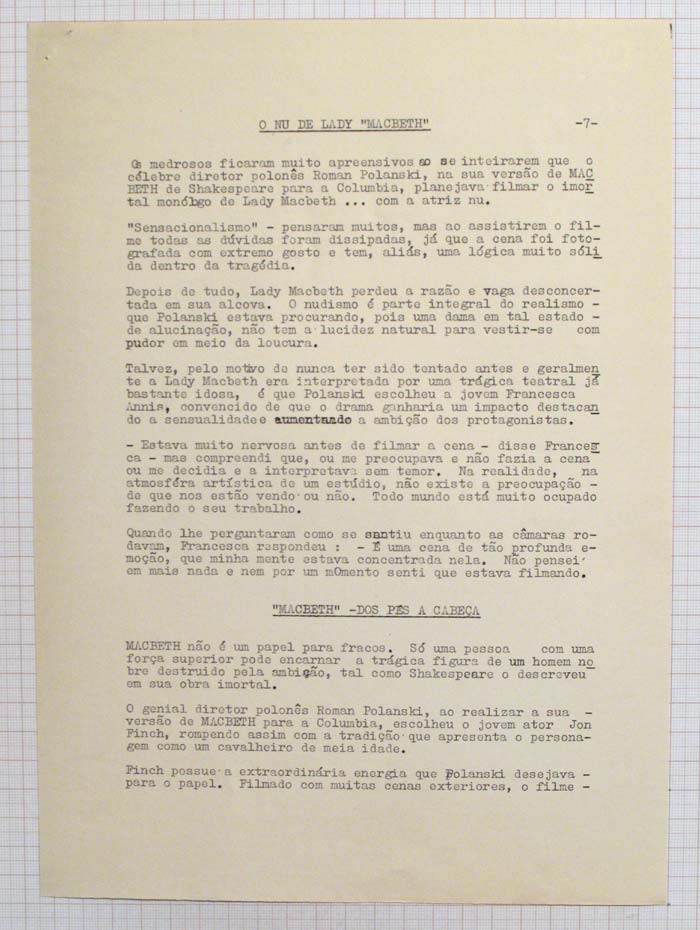 O NU DE LADY "MACBETH" -7-
Os medrosos ficaram muito apreensivos ao se inteirarem que o
célebre diretor polonês Roman Polanski, na sua versão de MAC
BETH de Shakespeare para a Columbia, planejava filmar o imor
tal monólogo de Lady Macbeth ... com a atriz nu.
"Sensacionalismo" - pensaram muitos, mas ao assistirem o fil-
me todas as dúvidas foram dissipadas, já que a cena foi foto-
grafada com extremo gosto e tem, aliás, uma lógica muito sóli
da dentro da tragédia.
Depois de tudo, Lady Macbeth perdeu a razão e vaga desconcer-
tada em sua alcova. O nudismo é parte integral do realismo -
que Polanski estava procurando, pois uma dama em tal estado -
de alucinação, não tem a lucidez natural para vestir-se com
pudor em meio da loucura.
Talvez, pelo motivo de nunca ter sido tentado antes e geralmen
te a Lady Macbeth era interpretada por uma trágica teatral já
bastante idosa, é que Polanski escolheu a jovem Francesca
Annis, convencido de que o drama ganharia um impacto destacan
do a sensualidade e aumentando a ambição dos protagonistas.
- Estava muito nervosa antes de filmar a cena - disse Frances
ca - mas compreendi que, ou me preocupava e não fazia a cena
ou me decidia e a interpretava sem temor. Na realidade, na
atmosféra artística de um estúdio, não existe a preocupação -
de que nos estão vendo ou não. Todo mundo está muito ocupado
fazendo o seu trabalho.
Quando lhe perguntaram como se santiu enquanto as câmaras ro-
davam, Francesca respondeu : - É uma cena de tão profunda e-
moção, que minha mente estava concentrada nela. Não pensei
em mais nada e nem por um mOmento senti que estava filmando.
"MACBETH" -DOS PÉS A CABEÇA
MACBETH não é um papel para fracos. Só uma pessoa com uma
força superior pode encarnar a trágica figura de um homem no
bre destruido pela ambição, tal como Shakespeare o descreveu
em sua obra imortal.
O genial diretor polonês Roman Polanski, ao realizar a sua -
versão de MACBETH para a Columbia, escolheu o jovem ator Jon
Finch, rompendo assim com a tradição que apresenta o persona-
gem como um cavalheiro de meia idade.
Finch possue a extraordinária energia que Polanski desejava -
para o papel. Filmado com muitas cenas exteriores, o filme -